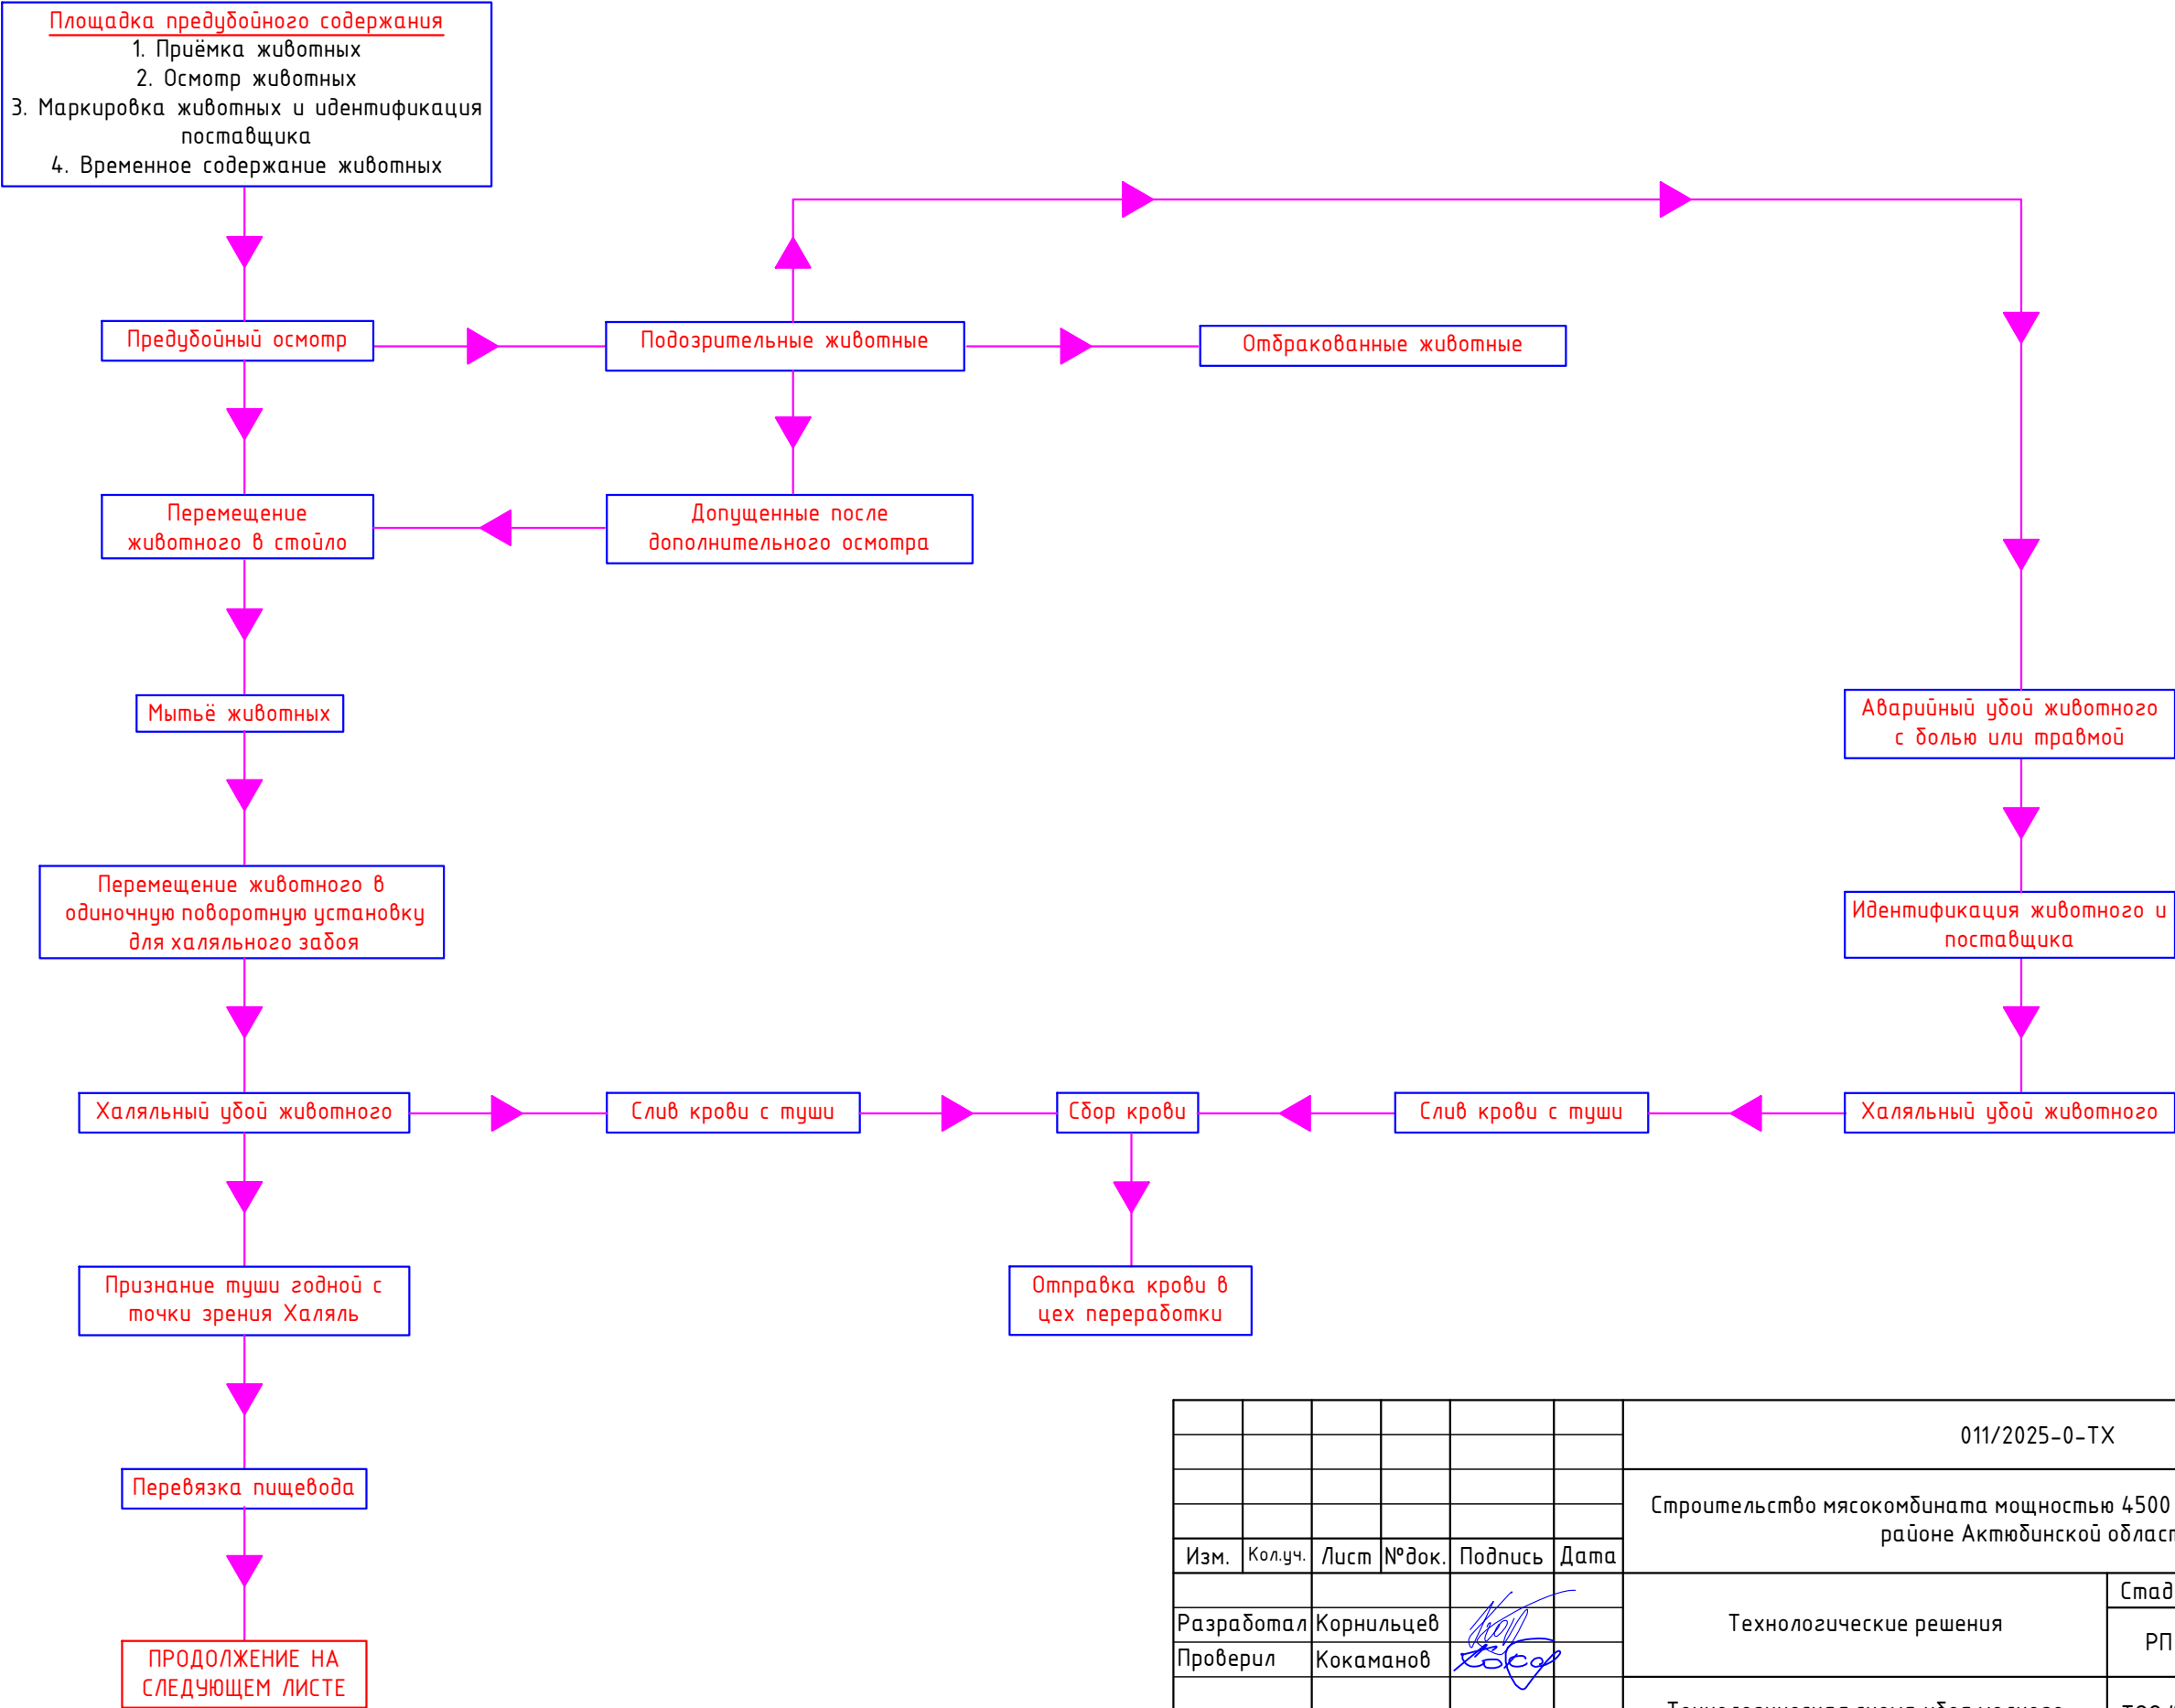 Площадка предубойного содержания
1. Приёмка животных
2. Осмотр животных
3. Маркировка животных и идентификация
поставщика
4. Временное содержание животных
Предубойный осмотр
Подозрительные животные
Отбракованные животные
Перемещение
животного в стойло
Допущенные после
дополнительного осмотра
Мытьё животных
Аварийный убой животного
с болью или травмой
Перемещение животного в
одиночную поворотную установку
для халяльного забоя
Идентификация животного и
поставщика
Халяльный убой животного
Слив крови с туши
Сбор крови
Слив крови с туши
Халяльный убой животного
Признание туши годной с
точки зрения Халяль
Отправка крови в
цех переработки
Перевязка пищевода
ПРОДОЛЖЕНИЕ НА
СЛЕДУЮЩЕМ ЛИСТЕ
011/2025-0-ТХ
Строительство мясокомбината мощностью 4500
районе Актюбинской област
Изм. Кол.уч. Лист №док. Подпись Дата
Разработал Корнильцев
Проверил Кокаманов
Технологические решения
Стад
РП